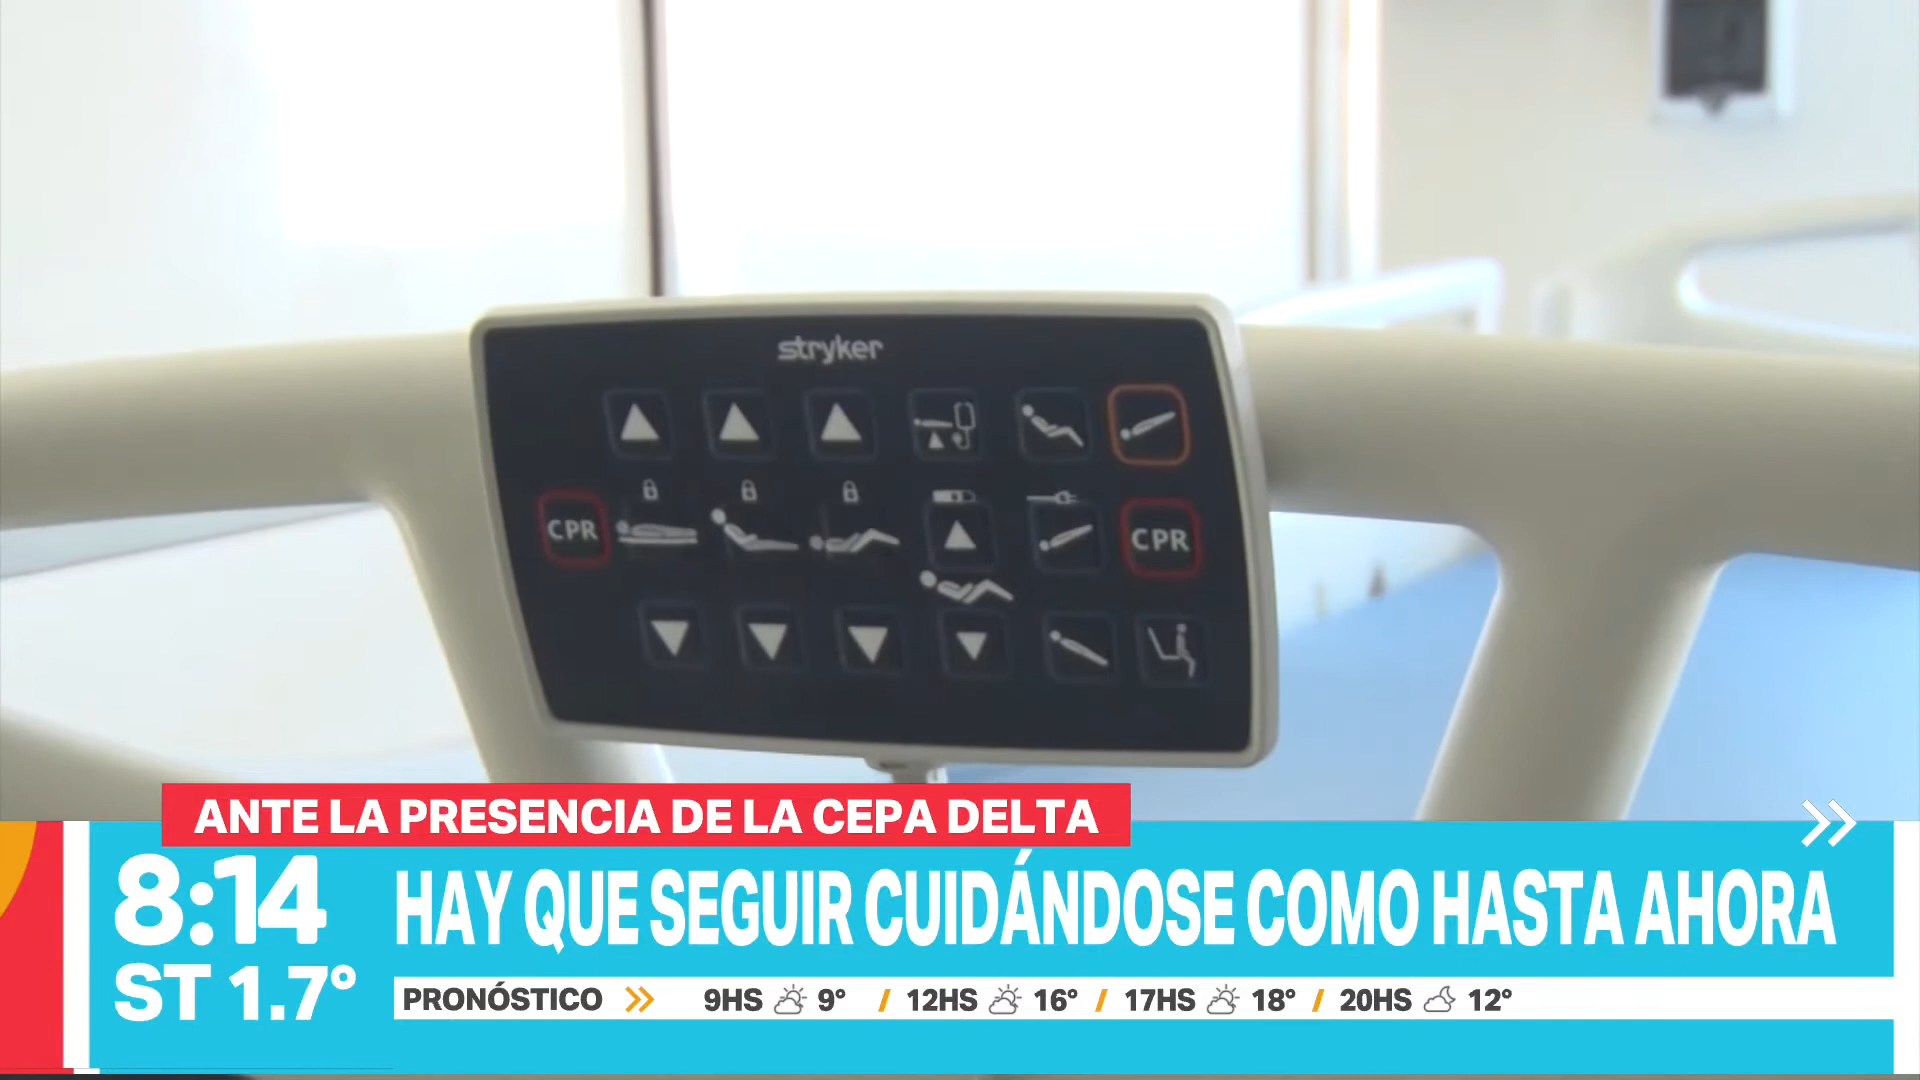 stryker
CPR
CPR
ANTE LA PRESENCIA DE LA CEPA DELTA
8:14
HAY QUE SEGUIR CUIDÁNDOSE COMO HASTA AHORA
ST 1.7°
PRONÓSTICO 9HS 9° / 12HS 16° / 17HS 18° / 20HS 12°